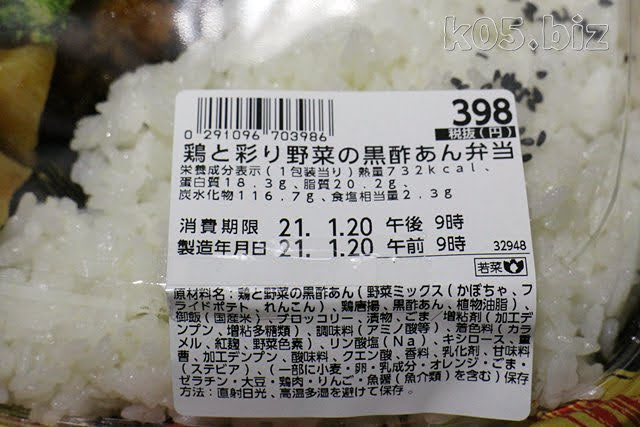 k05.biz
398
税抜(円)
0 291096 703986
鶏と彩り野菜の黒酢あん弁当
栄養成分表示(1包装当り)熱量732kcal、
蛋白質18.3g、脂質20.2g、
炭水化物116.7g、食塩相当量2.3g
消費期限 21. 1.20 午後 9時
製造年月日 21. 1.20 午前 9時
32948
若菜
原材料名:鶏と野菜の黒酢あん(野菜ミックス(かぼちゃ、フ
ライドポテト、れんこん)、鶏唐揚、黒酢あん、植物油脂)、
御飯(国産米)、ブロッコリー、漬物、ごま/増粘剤(加工デ
ンプン、増粘多糖類)、調味料(アミノ酸等)、着色料(カラ
メル、紅麹、野菜色素)、リン酸塩(Na)、キシロース、重
曹、加工デンプン、酸味料、クエン酸、香料、乳化剤、甘味料
(ステビア)、(一部に小麦・卵・乳成分・オレンジ・ごま・
ゼラチン・大豆・鶏肉・りんご・魚醤(魚介類)を含む)保存
方法:直射日光、高温多湿を避けて保存。